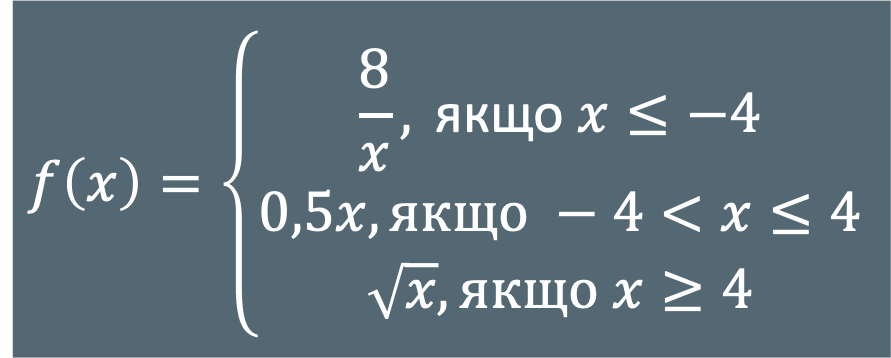 8/x, якщо x ≤ −4
f(x) = { 0,5x, якщо − 4 < x ≤ 4
√x, якщо x ≥ 4